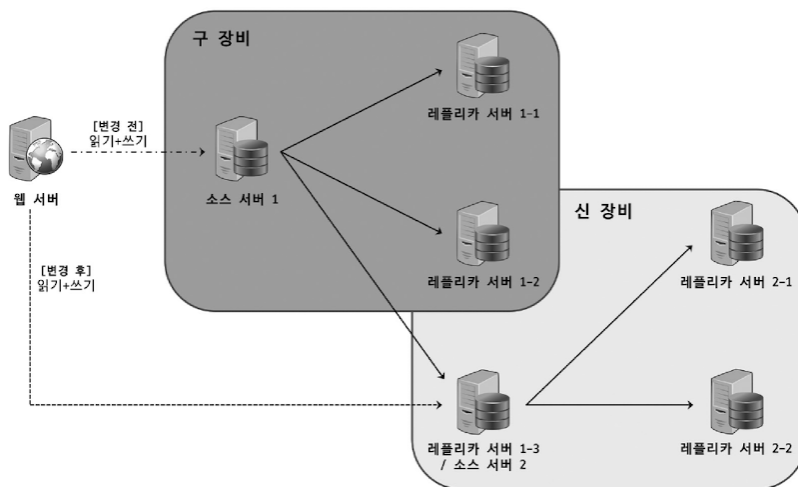 구 장비
레플리카 서버 1-1
[변경 전]
읽기+쓰기
웹 서버
소스 서버 1
신 장비
[변경 후]
읽기+쓰기
레플리카 서버 1-2
레플리카 서버 2-1
레플리카 서버 1-3
/ 소스 서버 2
레플리카 서버 2-2